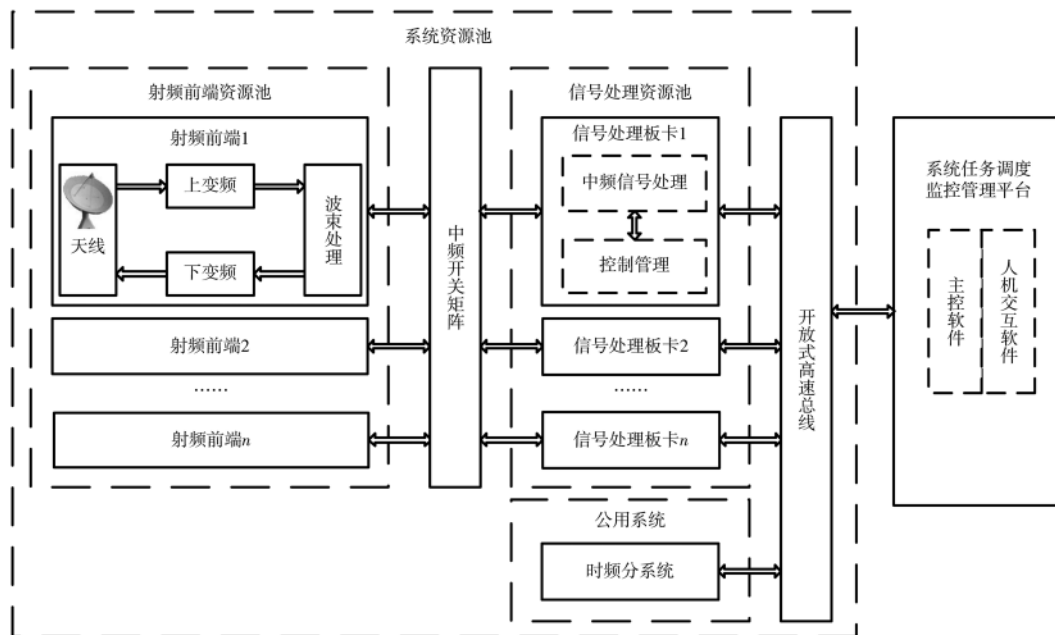 系统资源池
射频前端资源池
射频前端1
天线
上变频
下变频
波束处理
射频前端2
……
射频前端n
中频开关矩阵
信号处理资源池
信号处理板卡1
中频信号处理
控制管理
信号处理板卡2
……
信号处理板卡n
公用系统
时频分系统
开放式高速总线
系统任务调度
监控管理平台
主控软件
人机交互软件